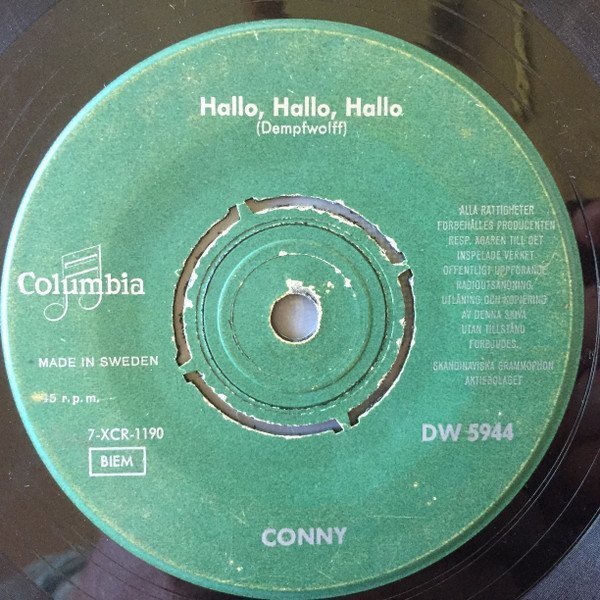 Hallo, Hallo, Hallo
(Dempfwolff)
Columbia
MADE IN SWEDEN
45 r.p.m.
7-XCR-1190
BIEM
ALLA RÄTTIGHETER
FÖRBEHÅLLES PRODUCENTEN
RESP. ÄGAREN TILL DET
INSPELADE VERKET
OFFENTLIGT UPPFÖRANDE,
RADIOUTSÄNDNING,
UTLÅNING OCH KOPIERING
AV DENNA SKIVA
UTAN TILLSTÅND
FÖRBJUDES.
SKANDINAVISKA GRAMMOPHON
AKTIEBOLAGET
DW 5944
CONNY